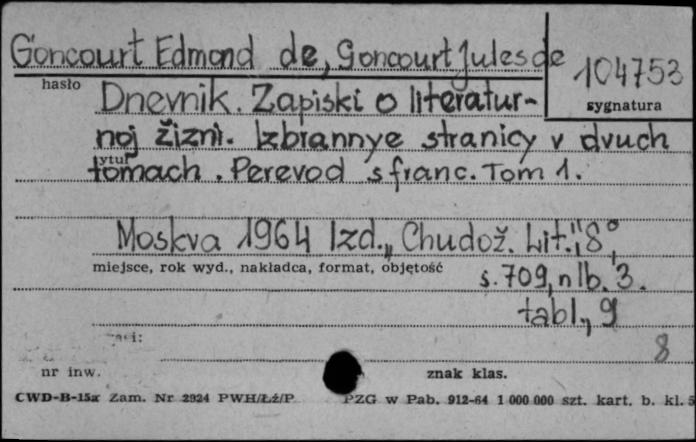 Goncourt Edmond de, Goncourt Jules de
104753
hasło
sygnatura
Dnevnik. Zapiski o literatur-
noj žizni. Izbrannye stranicy v dvuch
tytuł
tomach. Perevod s franc. Tom 1.
Moskva 1964 Izd. "Chudož. Lit.", 8°,
miejsce, rok wyd., nakładca, format, objętość
s. 709, nlb. 3.
tabl., 9
8
nr inw.
znak klas.
CWD-B-15a Zam. Nr 2924 PWH/Łź/P
PZG w Pab. 912-64 1 000 000 szt. kart. b. kl. 5